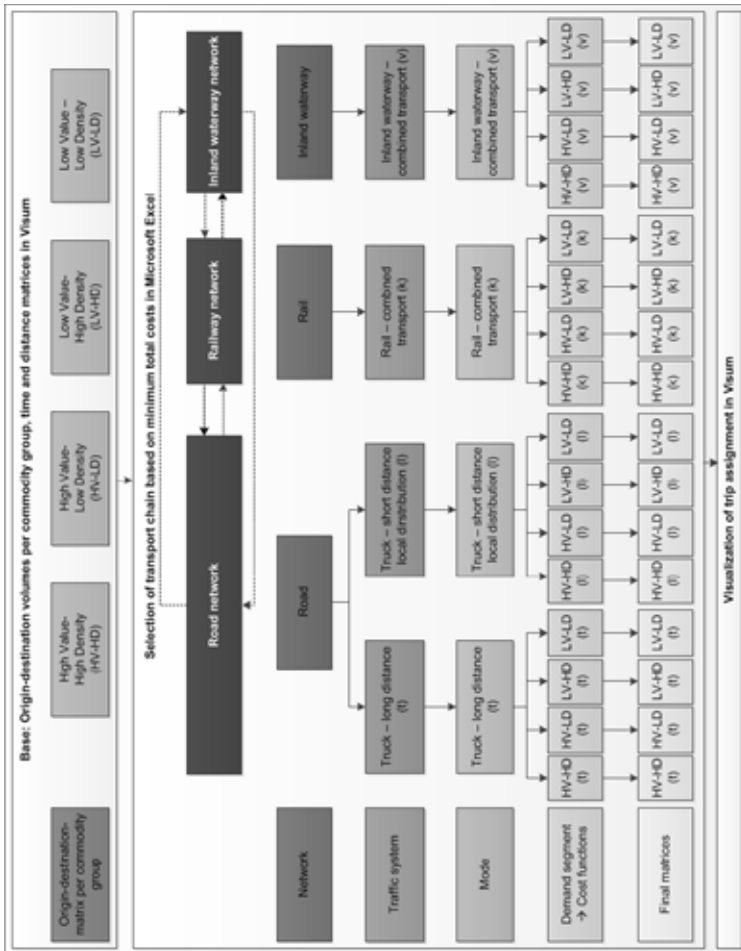 Base: Origin-destination volumes per commodity group, time and distance matrices in Visum
Origin-destination-
matrix per commodity
group
High Value-
High Density
(HV-HD)
High Value-
Low Density
(HV-LD)
Low Value-
High Density
(LV-HD)
Low Value –
Low Density
(LV-LD)
Selection of transport chain based on minimum total costs in Microsoft Excel
Road network
Railway network
Inland waterway network
Network
Road
Rail
Inland waterway
Traffic system
Truck – long distance
(t)
Truck – short distance
local dirstribution (l)
Rail – combined
transport (k)
Inland waterway –
combined transport (v)
Mode
Truck – long distance
(t)
Truck – short distance
local distribution (l)
Rail – combined
transport (k)
Inland waterway –
combined transport (v)
Demand segment
→ Cost functions
HV-HD
(t)
HV-LD
(t)
LV-HD
(t)
LV-LD
(t)
HV-HD
(l)
HV-LD
(l)
LV-HD
(l)
LV-LD
(l)
HV-HD
(k)
HV-LD
(k)
LV-HD
(k)
LV-LD
(k)
HV-HD
(v)
HV-LD
(v)
LV-HD
(v)
LV-LD
(v)
Final matrices
HV-HD
(t)
HV-LD
(t)
LV-HD
(t)
LV-LD
(t)
HV-HD
(l)
HV-LD
(l)
LV-HD
(l)
LV-LD
(l)
HV-HD
(k)
HV-LD
(k)
LV-HD
(k)
LV-LD
(k)
HV-HD
(v)
HV-LD
(v)
LV-HD
(v)
LV-LD
(v)
Visualization of trip assignment in Visum